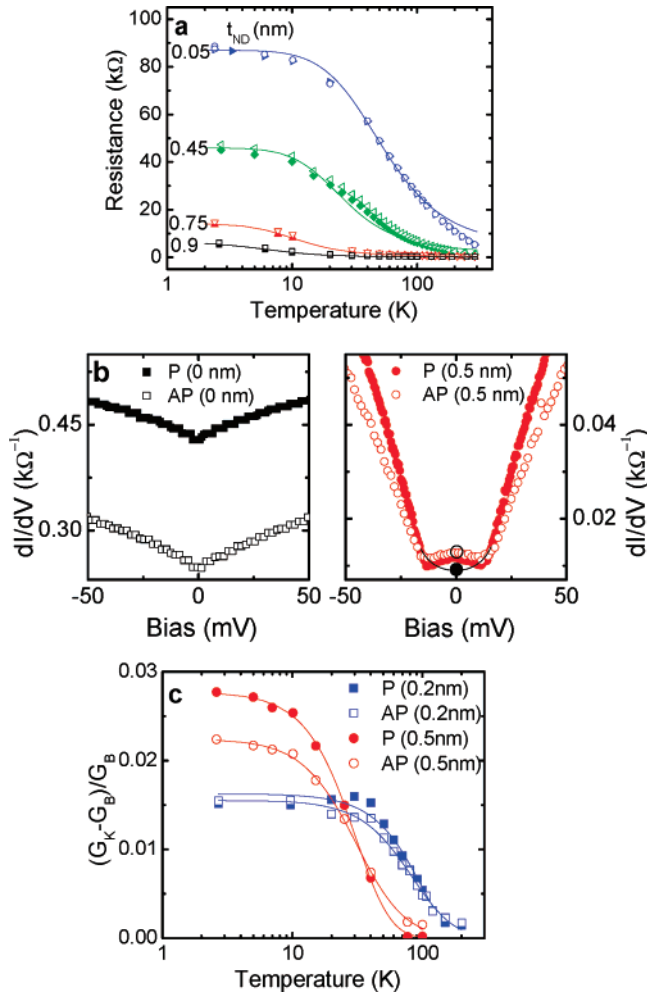 a
t_ND (nm)
100
80
60
40
20
0
Resistance (kΩ)
0.05
0.45
0.75
0.9
1
10
100
Temperature (K)
b
P (0 nm)
AP (0 nm)
0.45
0.30
dI/dV (kΩ⁻¹)
-50
0
50
Bias (mV)
P (0.5 nm)
AP (0.5 nm)
0.04
0.02
0.01
dI/dV (kΩ⁻¹)
-50
0
50
Bias (mV)
c
P (0.2nm)
AP (0.2nm)
P (0.5nm)
AP (0.5nm)
0.03
0.02
0.01
0.00
(G_K-G_B)/G_B
1
10
100
Temperature (K)